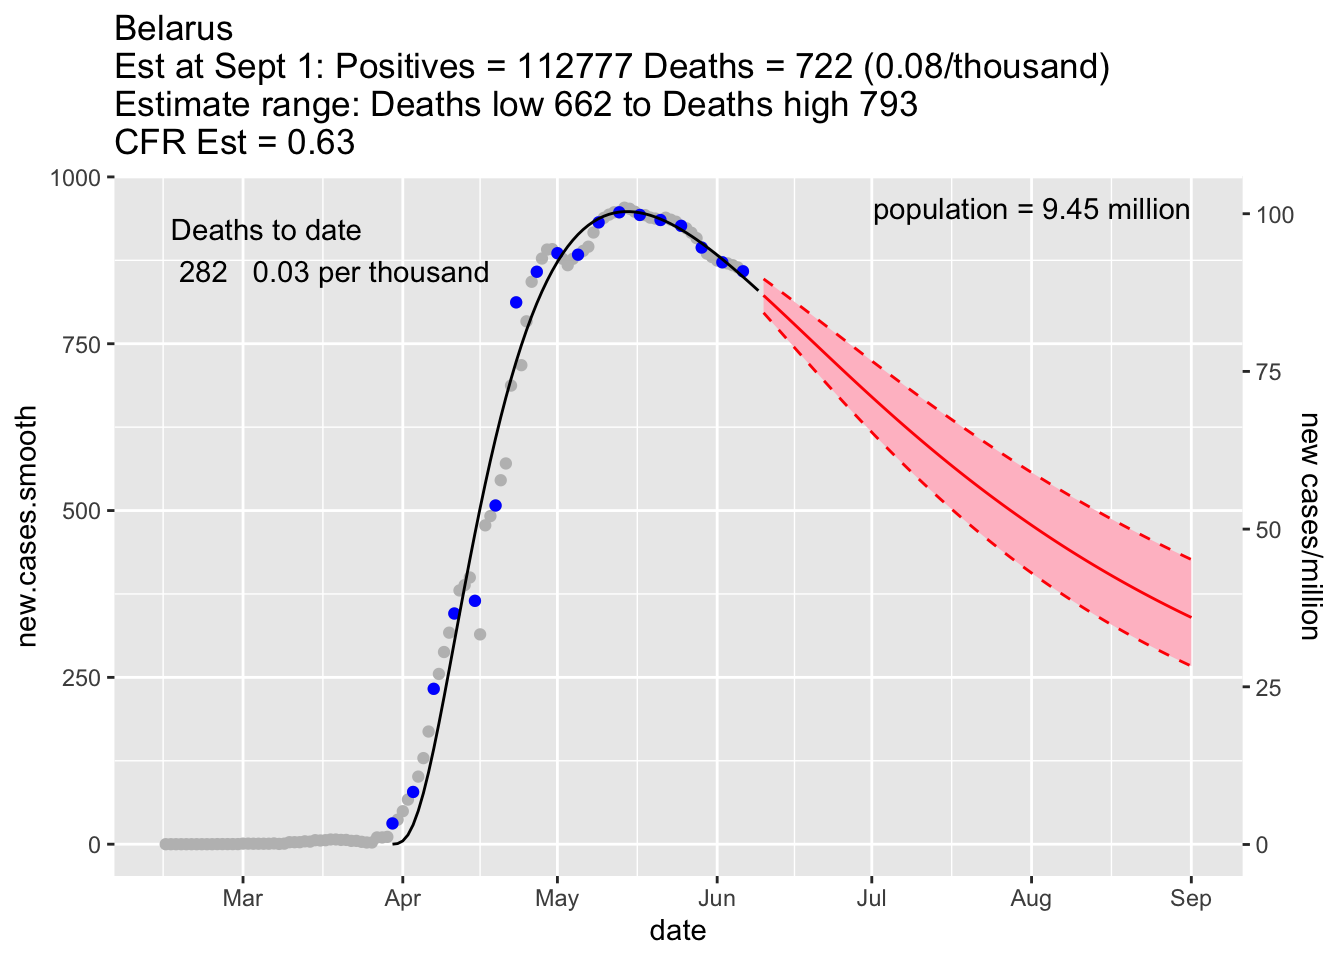 Belarus
Est at Sept 1: Positives = 112777 Deaths = 722 (0.08/thousand)
Estimate range: Deaths low 662 to Deaths high 793
CFR Est = 0.63
Deaths to date
282   0.03 per thousand
population = 9.45 million
1000
750
500
250
0
new.cases.smooth
100
75
50
25
0
new cases/million
Mar Apr May Jun Jul Aug Sep
date